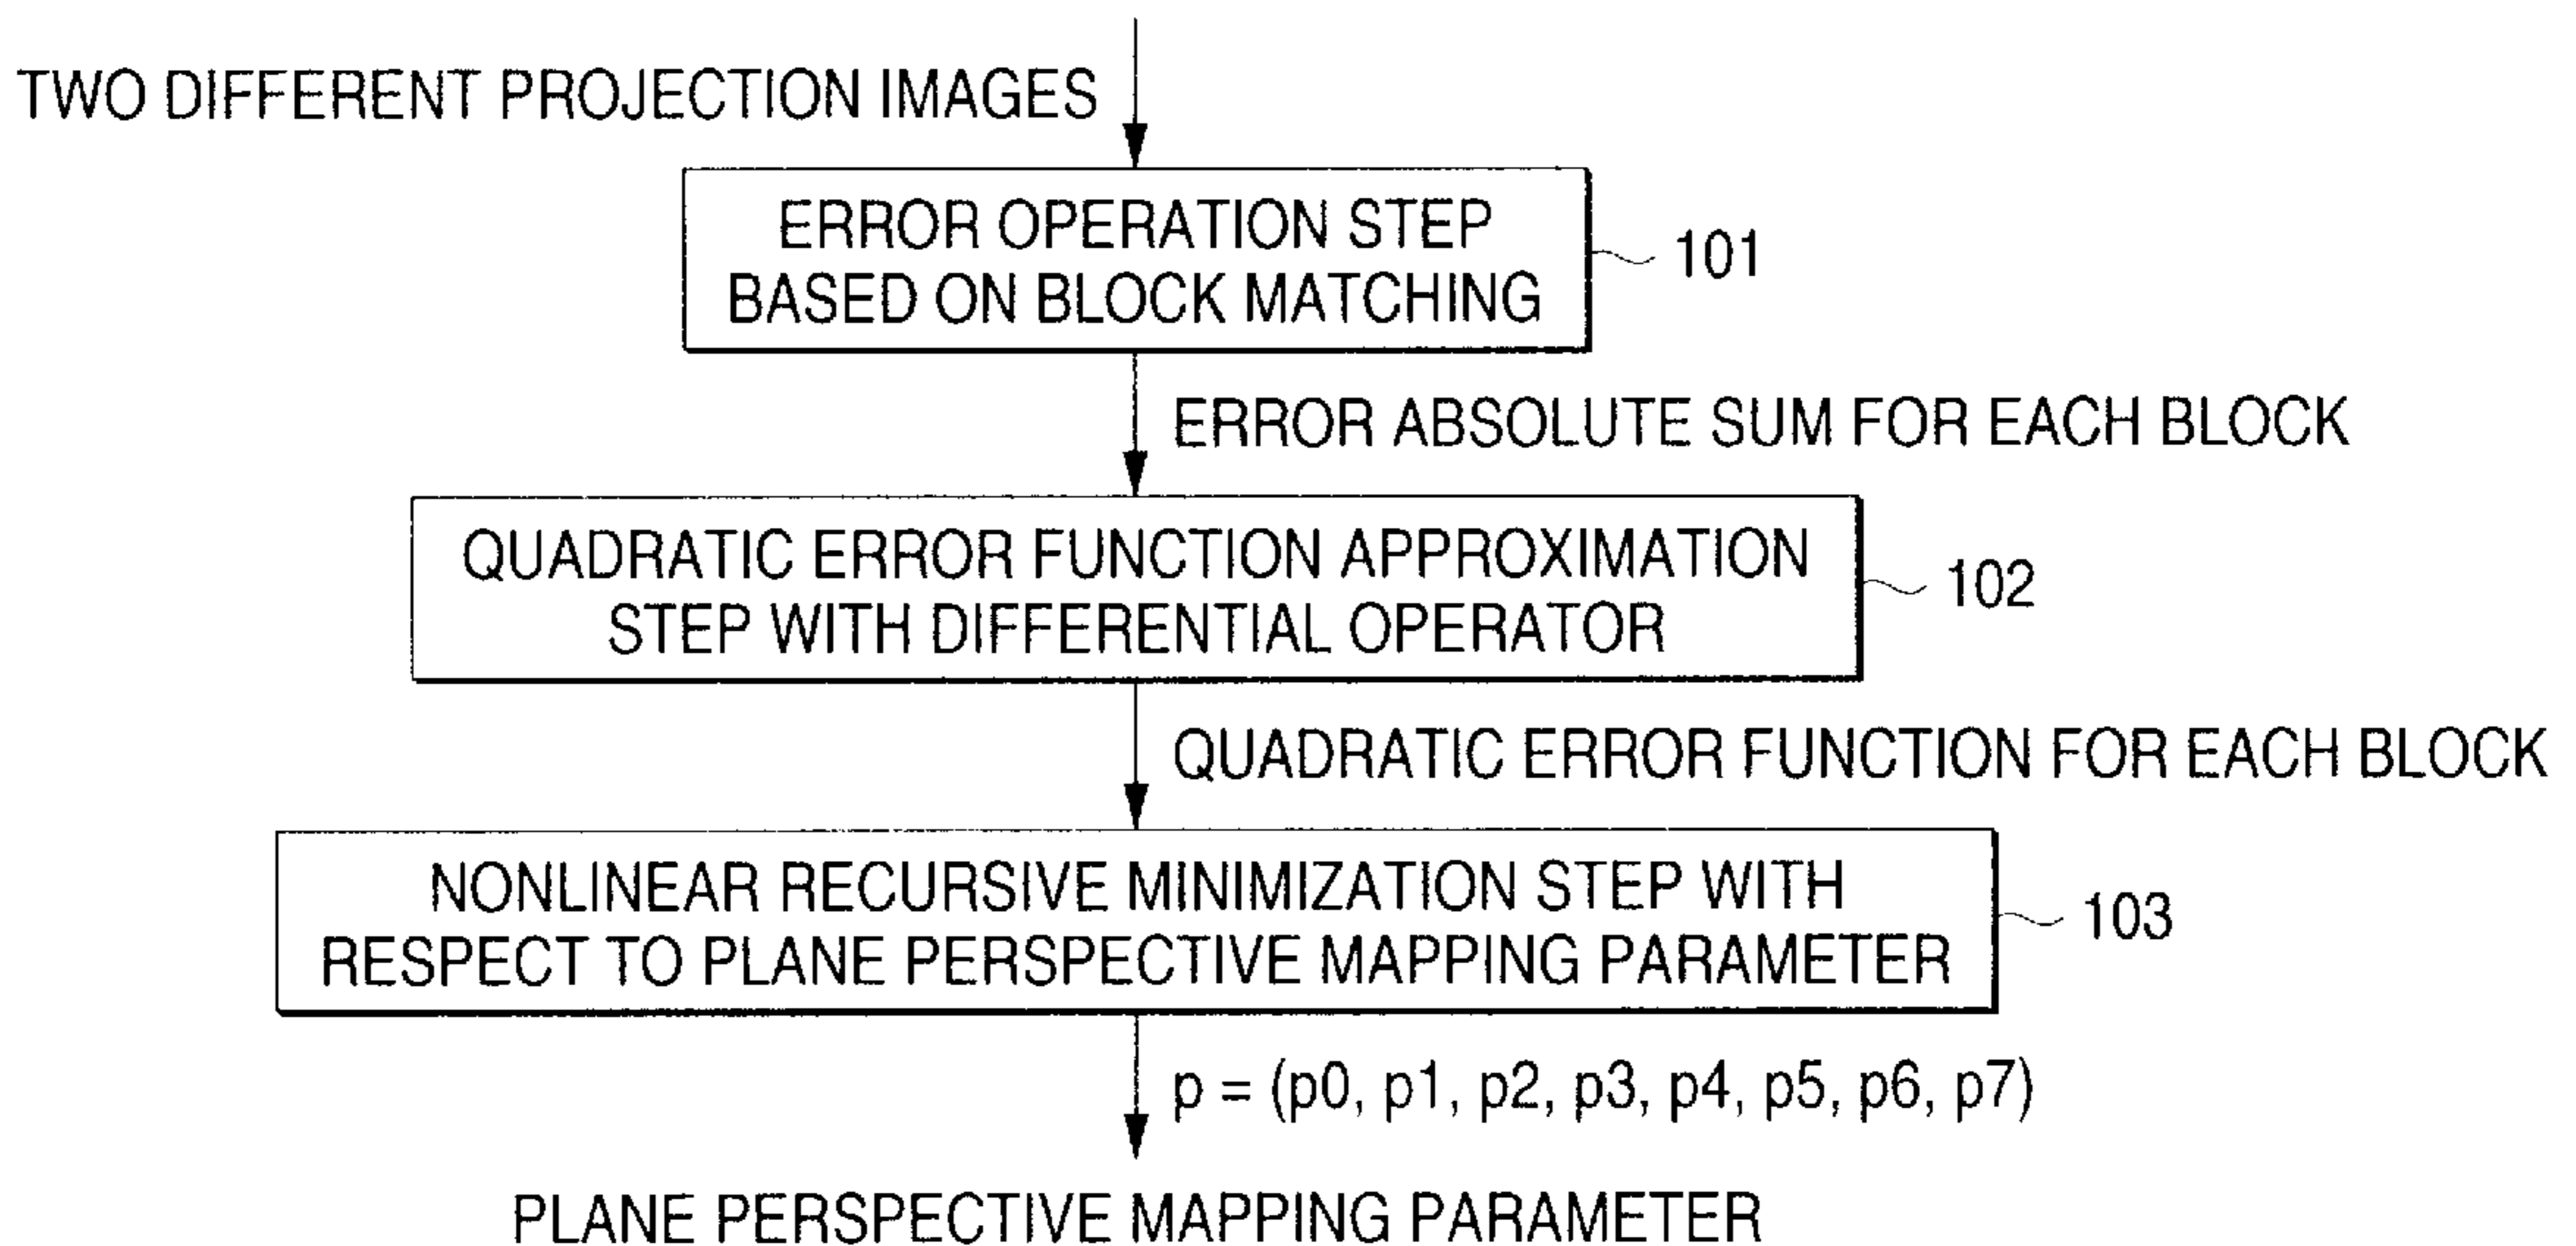 TWO DIFFERENT PROJECTION IMAGES
ERROR OPERATION STEP
BASED ON BLOCK MATCHING
101
ERROR ABSOLUTE SUM FOR EACH BLOCK
QUADRATIC ERROR FUNCTION APPROXIMATION
STEP WITH DIFFERENTIAL OPERATOR
102
QUADRATIC ERROR FUNCTION FOR EACH BLOCK
NONLINEAR RECURSIVE MINIMIZATION STEP WITH
RESPECT TO PLANE PERSPECTIVE MAPPING PARAMETER
103
p = (p0, p1, p2, p3, p4, p5, p6, p7)
PLANE PERSPECTIVE MAPPING PARAMETER